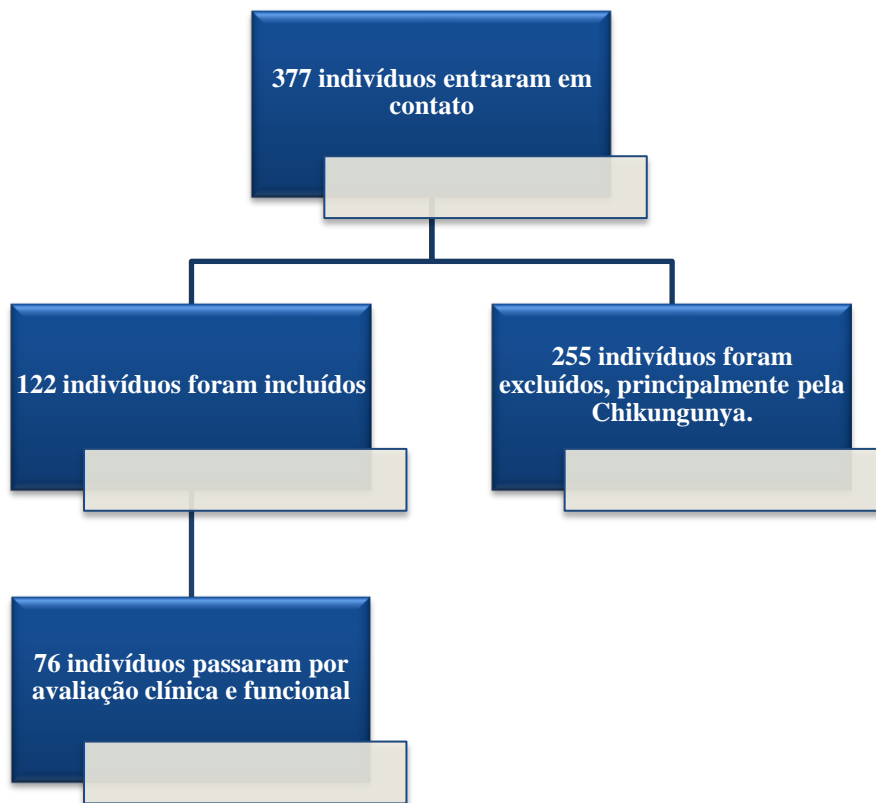 377 indivíduos entraram em
contato
122 indivíduos foram incluídos
255 indivíduos foram
excluídos, principalmente pela
Chikungunya.
76 indivíduos passaram por
avaliação clínica e funcional